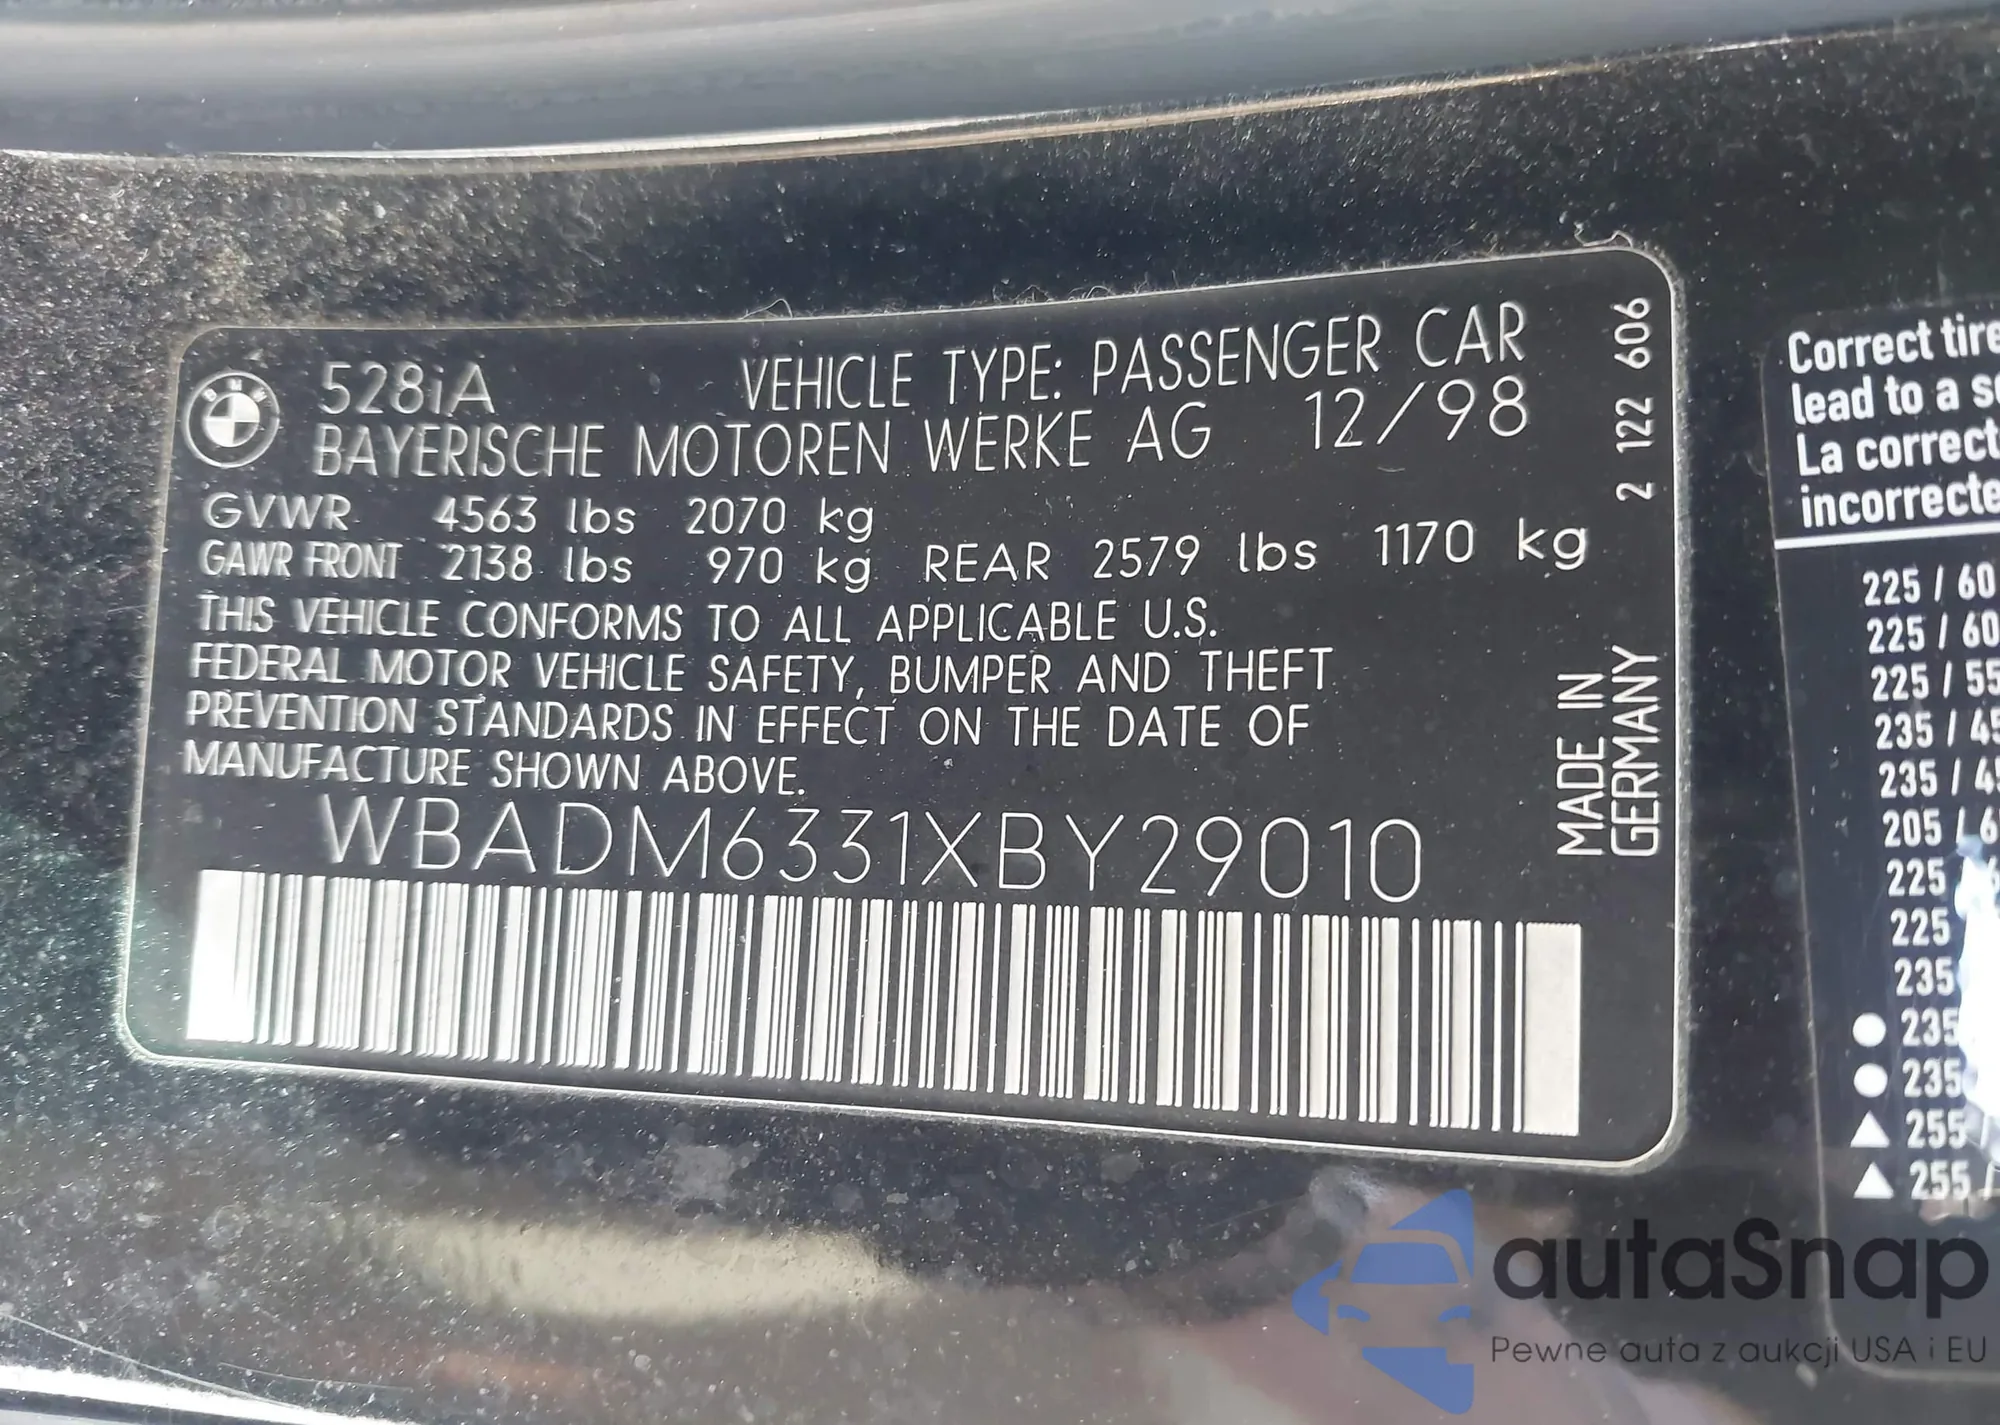 528iA VEHICLE TYPE: PASSENGER CAR
BAYERISCHE MOTOREN WERKE AG 12/98
GVWR 4563 lbs 2070 kg
GAWR FRONT 2138 lbs 970 kg REAR 2579 lbs 1170 kg
THIS VEHICLE CONFORMS TO ALL APPLICABLE U.S.
FEDERAL MOTOR VEHICLE SAFETY, BUMPER AND THEFT
PREVENTION STANDARDS IN EFFECT ON THE DATE OF
MANUFACTURE SHOWN ABOVE.
WBADM6331XBY29010
2 122 606
MADE IN
GERMANY
Correct tire
lead to a
La correct
incorrecte
225 / 60
225 / 60
225 / 55
235 / 45
235 / 45
205 /
225
225
235
235
235
255
255 /
autaSnap
Pewne auta z aukcji USA i EU